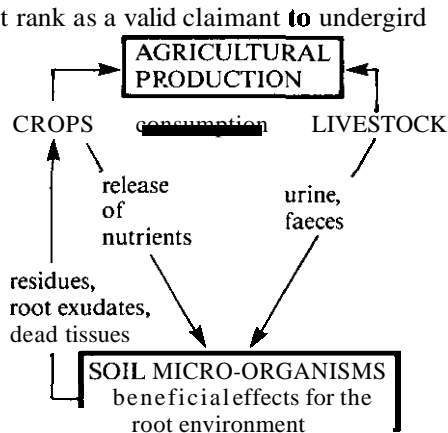 t rank as a valid claimant to undergird
AGRICULTURAL
PRODUCTION
CROPS consumption LIVESTOCK
release
of
nutrients
urine,
faeces
residues,
root exudates,
dead tissues
SOIL MICRO-ORGANISMS
beneficial effects for the
root environment